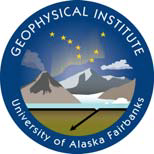 GEOPHYSICAL INSTITUTE
University of Alaska Fairbanks